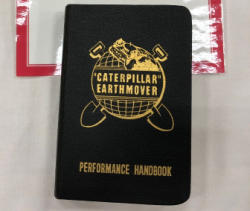 "CATERPILLAR"
EARTHMOVER
PERFORMANCE HANDBOOK